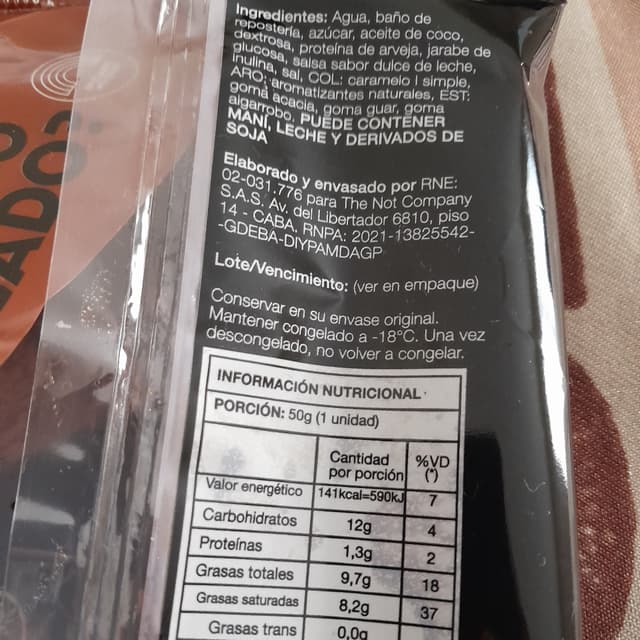 Ingredientes: Agua, baño de
repostería, azúcar, aceite de coco,
dextrosa, proteína de arveja, jarabe de
glucosa, salsa sabor dulce de leche,
inulina, sal, COL: caramelo I simple,
ARO: aromatizantes naturales, EST:
goma acacia, goma guar, goma
algarrobo. PUEDE CONTENER
MANÍ, LECHE Y DERIVADOS DE
SOJA
Elaborado y envasado por RNE:
02-031.776 para The Not Company
S.A.S. Av. del Libertador 6810, piso
14 - CABA. RNPA: 2021-13825542-
-GDEBA-DIYPAMDAGP
Lote/Vencimiento: (ver en empaque)
Conservar en su envase original.
Mantener congelado a -18°C. Una vez
descongelado, no volver a congelar.
INFORMACIÓN NUTRICIONAL
PORCIÓN: 50g (1 unidad)
Cantidad por porción %VD (*)
Valor energético 141kcal=590kJ 7
Carbohidratos 12g 4
Proteínas 1,3g 2
Grasas totales 9,7g 18
Grasas saturadas 8,2g 37
Grasas trans 0,0g